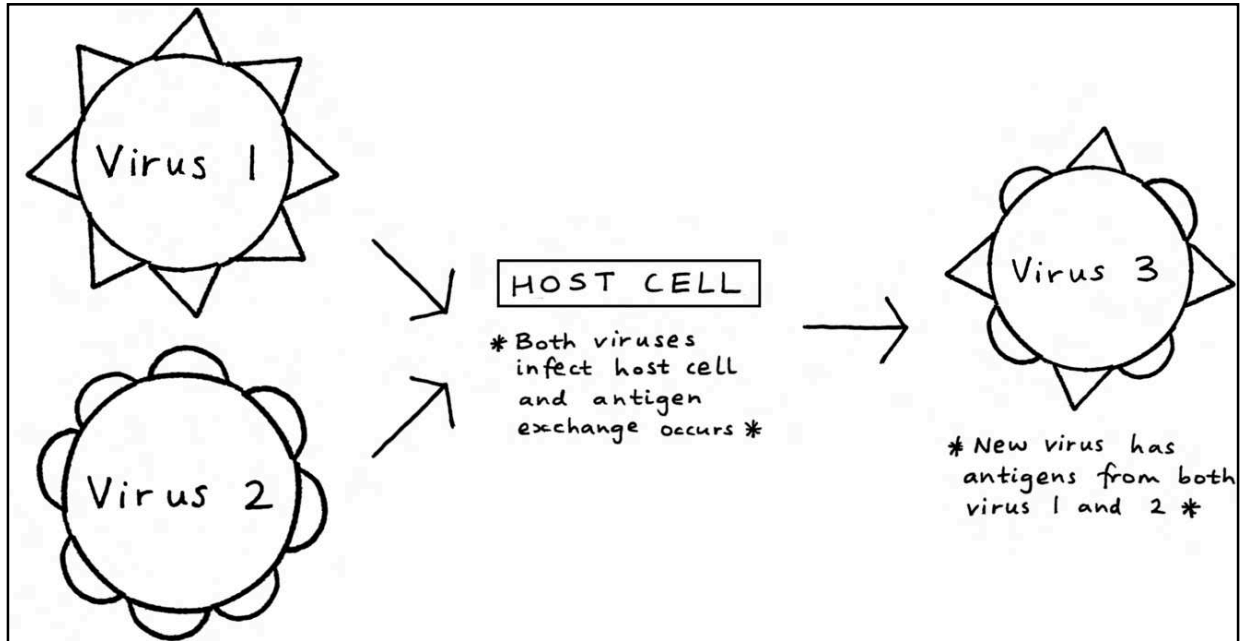 Virus 1
Virus 2
HOST CELL
* Both viruses
infect host cell
and antigen
exchange occurs *
Virus 3
* New virus has
antigens from both
virus 1 and 2 *